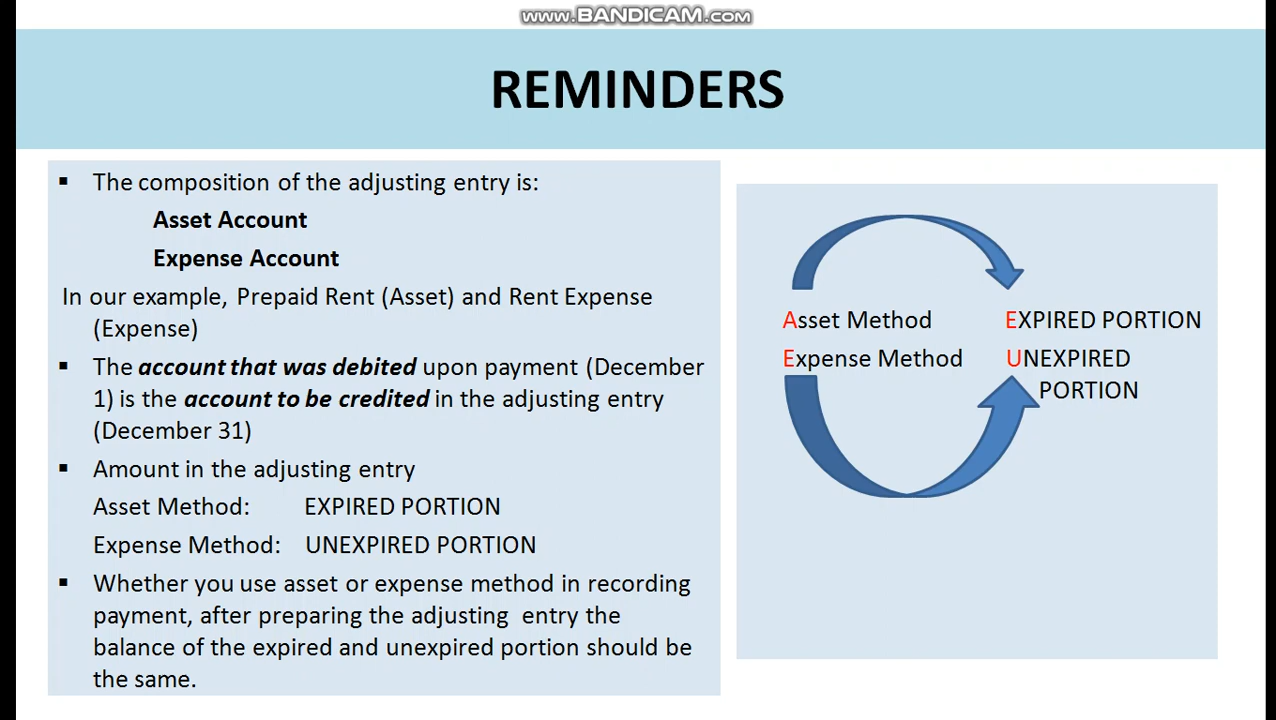 www.BANDICAM.com
REMINDERS
▪ The composition of the adjusting entry is:
Asset Account
Expense Account
In our example, Prepaid Rent (Asset) and Rent Expense
(Expense)
▪ The account that was debited upon payment (December
1) is the account to be credited in the adjusting entry
(December 31)
▪ Amount in the adjusting entry
Asset Method: EXPIRED PORTION
Expense Method: UNEXPIRED PORTION
▪ Whether you use asset or expense method in recording
payment, after preparing the adjusting entry the
balance of the expired and unexpired portion should be
the same.
Asset Method EXPIRED PORTION
Expense Method UNEXPIRED
PORTION